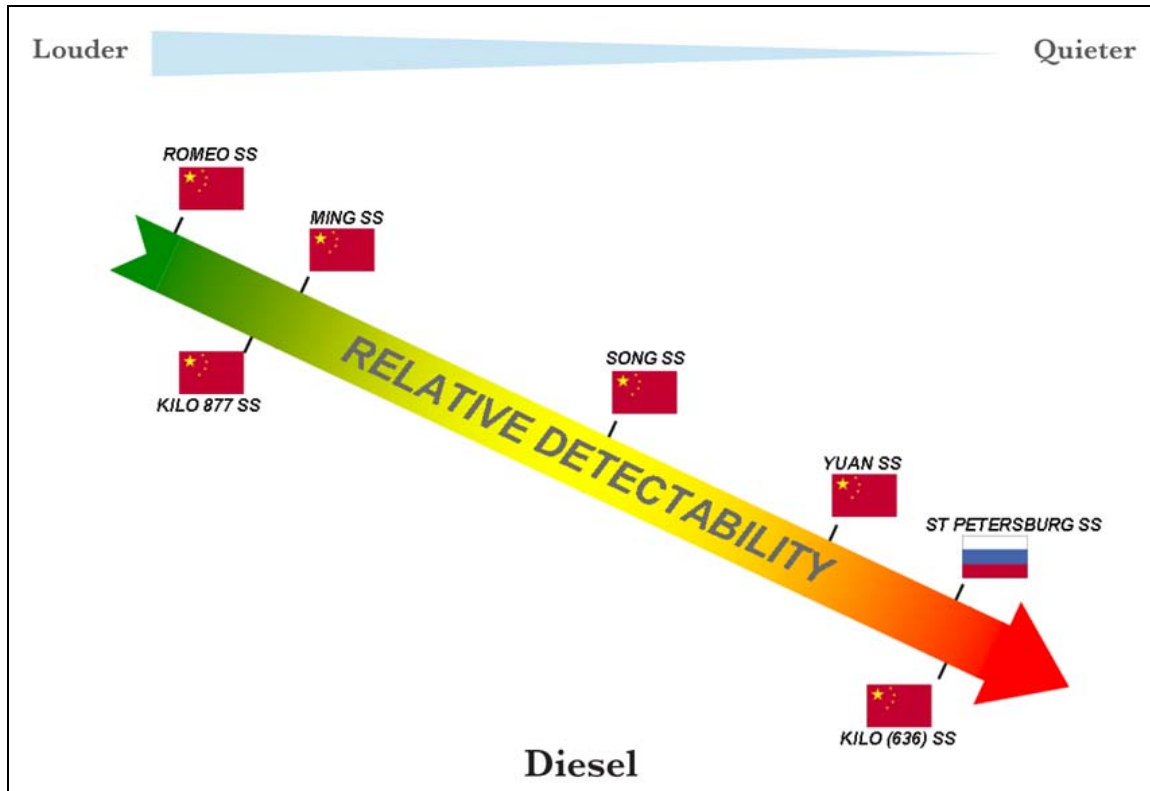 Louder
Quieter
ROMEO SS
MING SS
KILO 877 SS
SONG SS
RELATIVE DETECTABILITY
YUAN SS
ST PETERSBURG SS
KILO (636) SS
Diesel